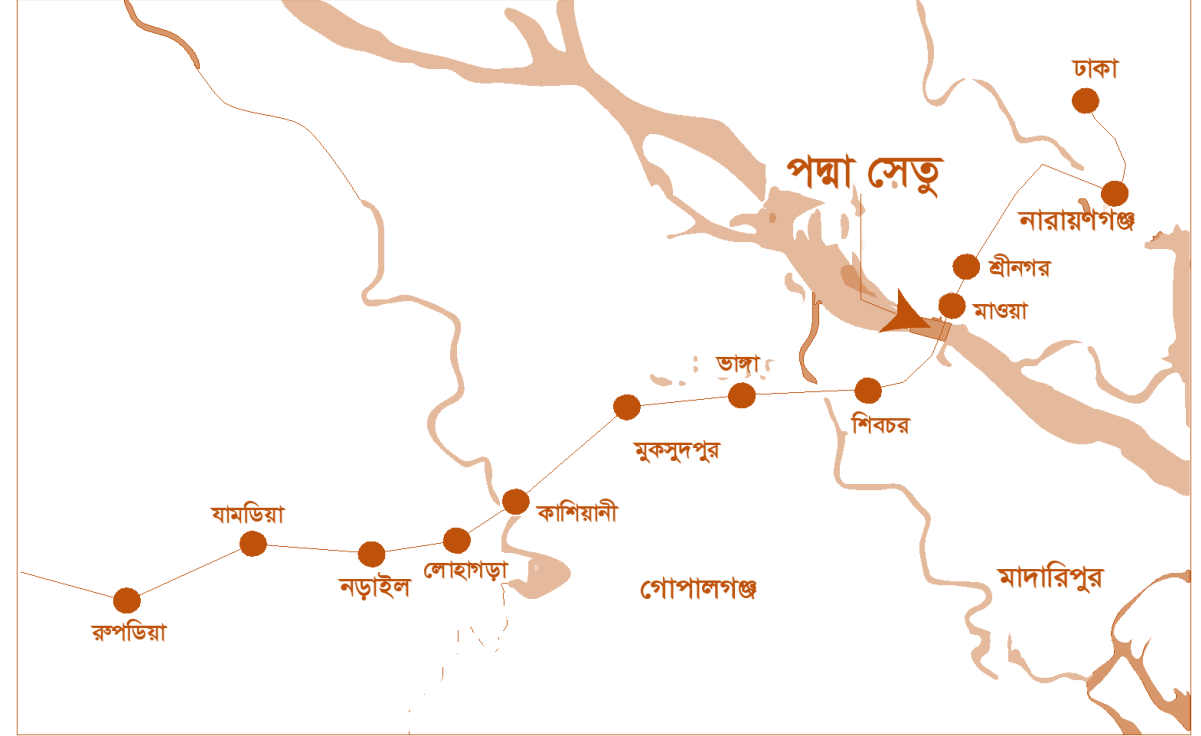 ঢাকা
পদ্মা সেতু
নারায়ণগঞ্জ
শ্রীনগর
মাওয়া
ভাঙ্গা
শিবচর
মুকসুদপুর
কাশিয়ানী
যামডিয়া
লোহাগড়া
নড়াইল
গোপালগঞ্জ
মাদারিপুর
রুপডিয়া